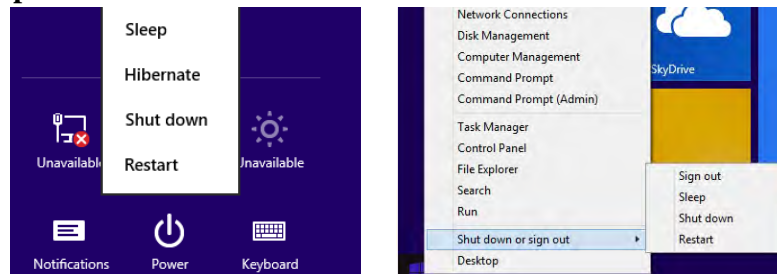 Sleep
Hibernate
Shut down
Restart
Unavailabl
Unavailable
Notifications
Power
Keyboard
Network Connections
Disk Management
Computer Management
Command Prompt
Command Prompt (Admin)
Task Manager
Control Panel
File Explorer
Search
Run
Shut down or sign out
Desktop
SkyDrive
Sign out
Sleep
Shut down
Restart